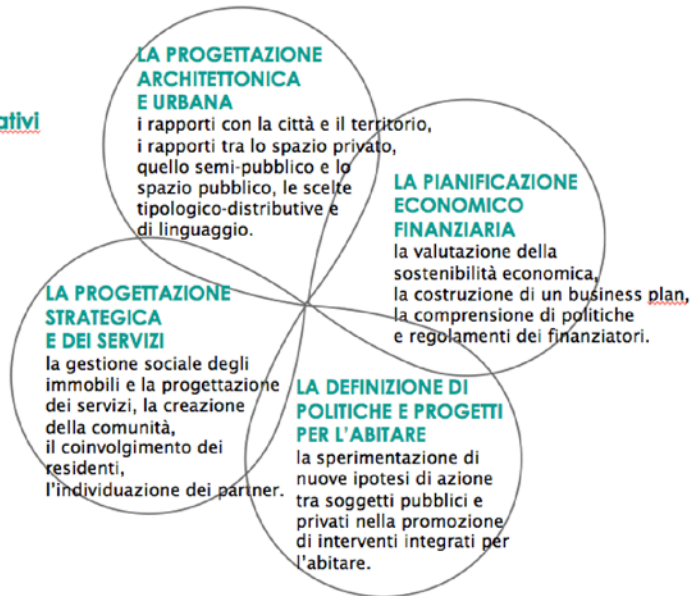 ativi
LA PROGETTAZIONE
ARCHITETTONICA
E URBANA
i rapporti con la città e il territorio,
i rapporti tra lo spazio privato,
quello semi-pubblico e lo
spazio pubblico, le scelte
tipologico-distributive e
di linguaggio.
LA PIANIFICAZIONE
ECONOMICO
FINANZIARIA
la valutazione della
sostenibilità economica,
la costruzione di un business plan,
la comprensione di politiche
e regolamenti dei finanziatori.
LA PROGETTAZIONE
STRATEGICA
E DEI SERVIZI
la gestione sociale degli
immobili e la progettazione
dei servizi, la creazione
della comunità,
il coinvolgimento dei
residenti,
l'individuazione dei partner.
LA DEFINIZIONE DI
POLITICHE E PROGETTI
PER L'ABITARE
la sperimentazione di
nuove ipotesi di azione
tra soggetti pubblici e
privati nella promozione
di interventi integrati per
l'abitare.